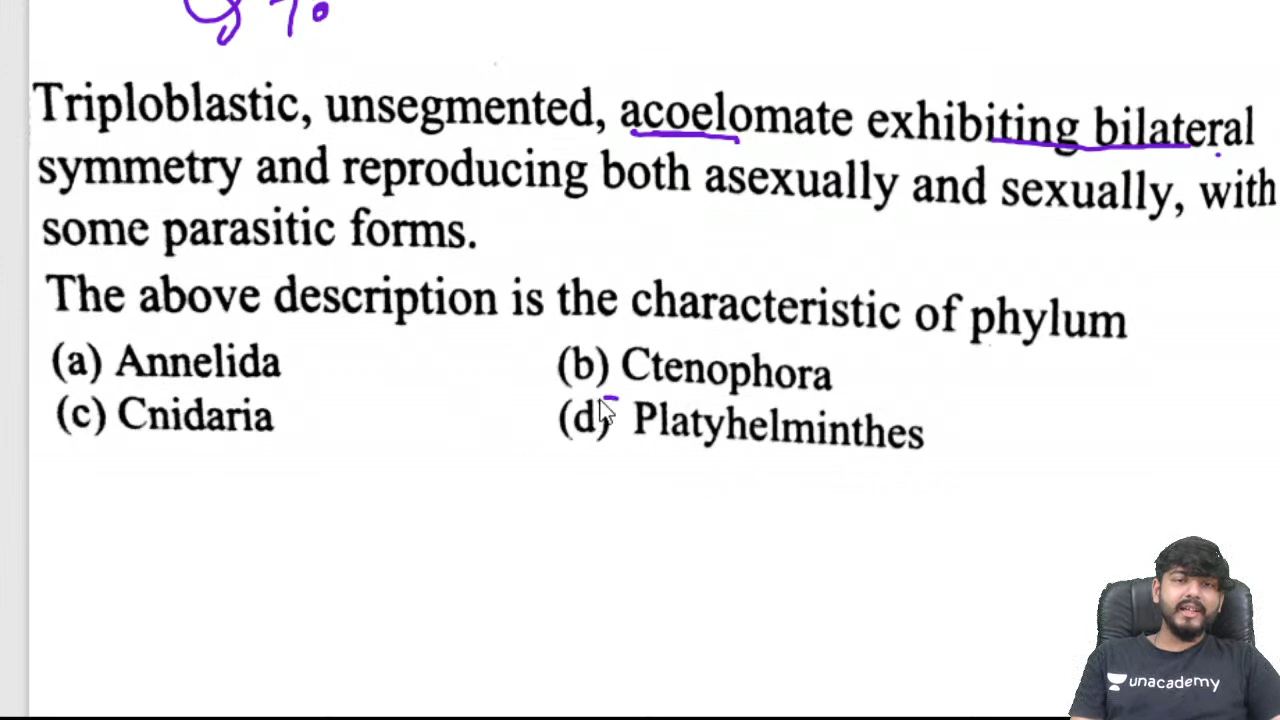 Triploblastic, unsegmented, acoelomate exhibiting bilateral
symmetry and reproducing both asexually and sexually, with
some parasitic forms.
The above description is the characteristic of phylum
(a) Annelida (b) Ctenophora
(c) Cnidaria (d) Platyhelminthes
unacademy